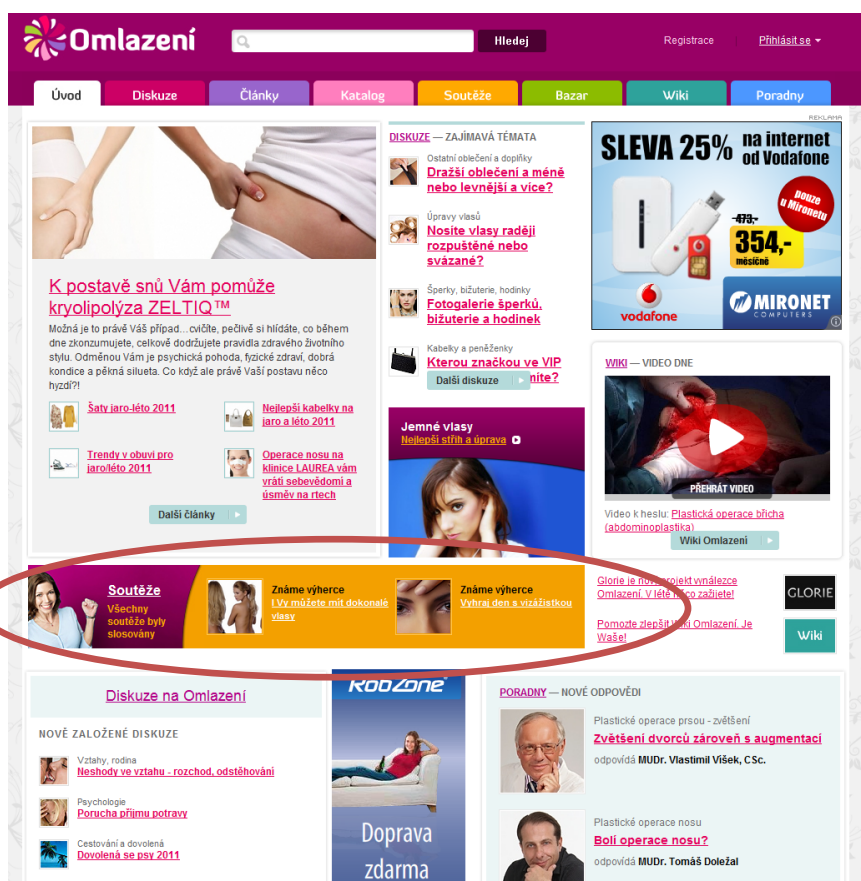 Omlazení
Hledej
Registrace
Přihlásit se
Úvod
Diskuze
Články
Katalog
Soutěže
Bazar
Wiki
Poradny
K postavě snů Vám pomůže
kryolipolýza ZELTIQ™
Možná je to právě Váš případ…cvičíte, pečlivě si hlídáte, co během
dne zkonzumujete, celkově dodržujete pravidla zdravého životního
stylu. Odměnou Vám je psychická pohoda, fyzické zdraví, dobrá
kondice a pěkná silueta. Co když ale právě Vaší postavu něco
hyzdí?!
Šaty jaro-léto 2011
Nejlepší kabelky na
jaro a léto 2011
Trendy v obuvi pro
jaro/léto 2011
Operace nosu na
klinice LAUREA vám
vrátí sebevědomí a
úsměv na rtech
Další články
DISKUZE — ZAJÍMAVÁ TÉMATA
Ostatní oblečení a doplňky
Dražší oblečení a méně
nebo levnější a více?
Úpravy vlasů
Nosíte vlasy raději
rozpuštěné nebo
svázané?
Šperky, bižuterie, hodinky
Fotogalerie šperků,
bižuterie a hodinek
Kabelky a peněženky
Kterou značkou ve VIP
níte?
Další diskuze
Jemné vlasy
Nejlepší střih a úprava
REKLAMA
SLEVA 25% na internet
od Vodafone
pouze
u Mironetu
473,-
354,-
měsíčně
vodafone
MIRONET
COMPUTERS
WIKI — VIDEO DNE
PŘEHRÁT VIDEO
Video k heslu: Plastická operace břicha
(abdominoplastika)
Wiki Omlazení
Soutěže
Všechny
soutěže byly
slosovány
Známe výherce
I Vy můžete mít dokonalé
vlasy
Známe výherce
Vyhraj den s vizážistkou
Glorie je nový projekt vynálezce
Omlazení. V létě něco zažijete!
GLORIE
Pomozte zlepšit Wiki Omlazení. Je
Waše!
Wiki
Diskuze na Omlazení
NOVĚ ZALOŽENÉ DISKUZE
Vztahy, rodina
Neshody ve vztahu - rozchod, odstěhování
Psychologie
Porucha příjmu potravy
Cestování a dovolená
Dovolená se psy 2011
RobZone
Doprava
zdarma
PORADNY — NOVÉ ODPOVĚDI
Plastické operace prsou - zvětšení
Zvětšení dvorců zároveň s augmentaci
odpovídá MUDr. Vlastimil Víšek, CSc.
Plastické operace nosu
Bolí operace nosu?
odpovídá MUDr. Tomáš Doležal